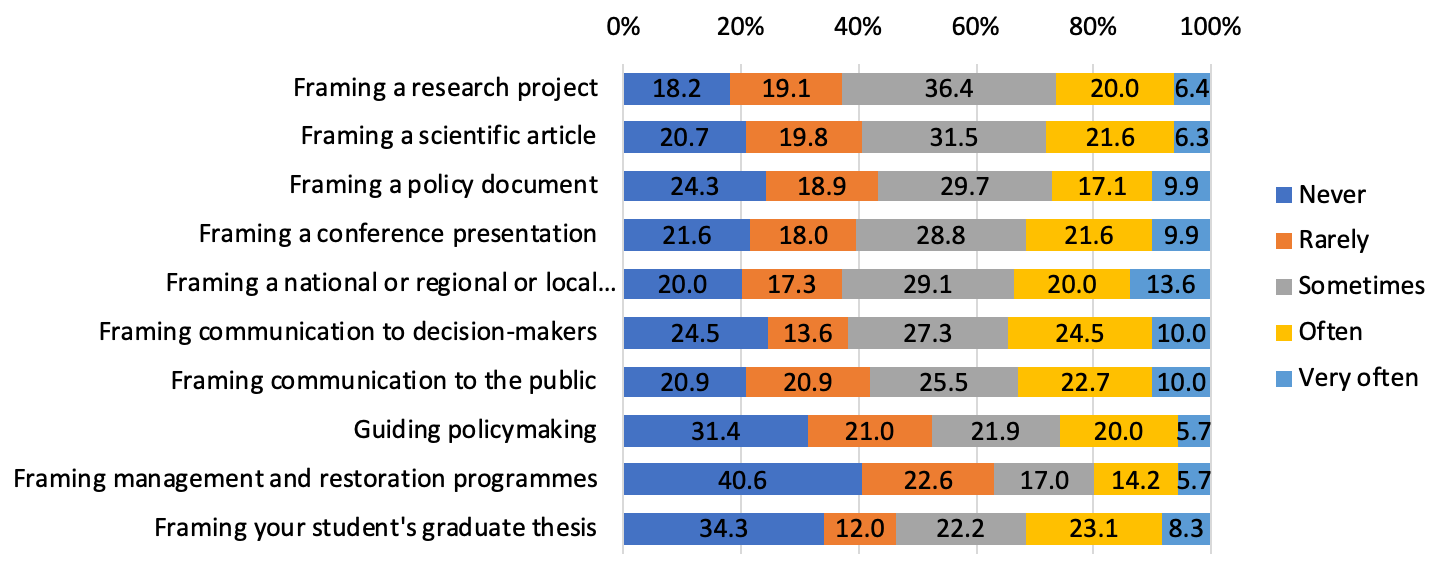 0% 20% 40% 60% 80% 100%
Framing a research project 18.2 19.1 36.4 20.0 6.4
Framing a scientific article 20.7 19.8 31.5 21.6 6.3
Framing a policy document 24.3 18.9 29.7 17.1 9.9
Framing a conference presentation 21.6 18.0 28.8 21.6 9.9
Framing a national or regional or local... 20.0 17.3 29.1 20.0 13.6
Framing communication to decision-makers 24.5 13.6 27.3 24.5 10.0
Framing communication to the public 20.9 20.9 25.5 22.7 10.0
Guiding policymaking 31.4 21.0 21.9 20.0 5.7
Framing management and restoration programmes 40.6 22.6 17.0 14.2 5.7
Framing your student's graduate thesis 34.3 12.0 22.2 23.1 8.3
Never
Rarely
Sometimes
Often
Very often